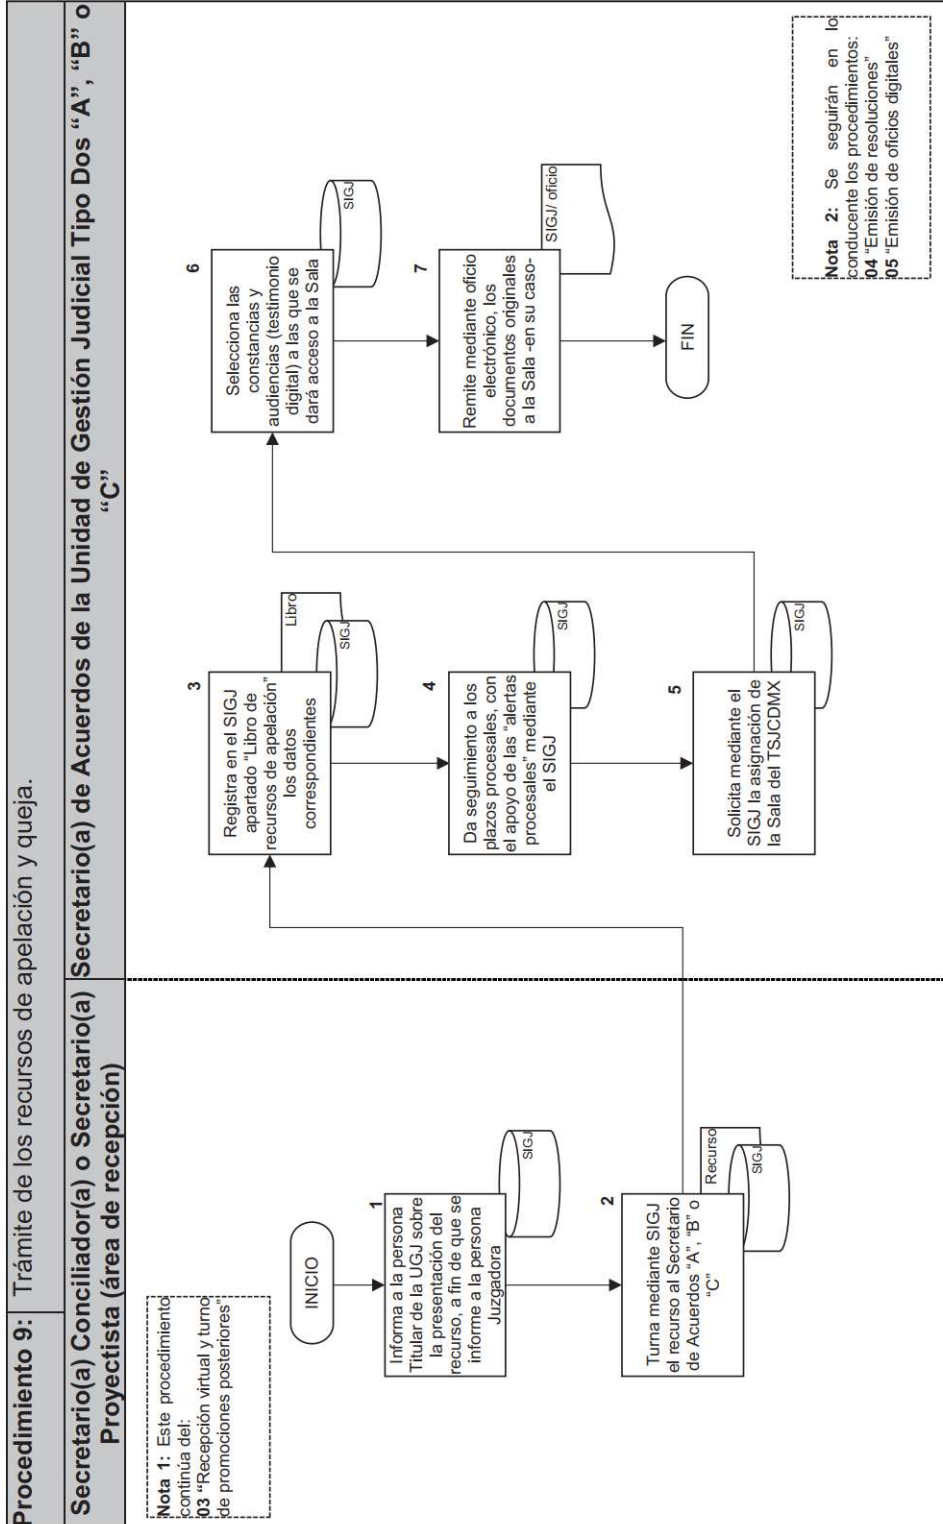 Procedimiento 9: Trámite de los recursos de apelación y queja.
Secretario(a) Conciliador(a) o Secretario(a)
Proyectista (área de recepción)
Secretario(a) de Acuerdos de la Unidad de Gestión Judicial Tipo Dos “A”, “B” o
“C”
Nota 1: Este procedimiento
continúa del:
03 “Recepción virtual y turno
de promociones posteriores”
INICIO
1
Informa a la persona
Titular de la UGJ sobre
la presentación del
recurso, a fin de que se
informe a la persona
Juzgadora
SIGJ
2
Turna mediante SIGJ
el recurso al Secretario
de Acuerdos “A”, “B” o
“C”
Recurso
SIGJ
3
Registra en el SIGJ
apartado “Libro de
recursos de apelación”
los datos
correspondientes
Libro
SIGJ
4
Da seguimiento a los
plazos procesales, con
el apoyo de las “alertas
procesales” mediante
el SIGJ
SIGJ
5
Solicita mediante el
SIGJ la asignación de
la Sala del TSJCDMX
SIGJ
6
Selecciona las
constancias y
audiencias (testimonio
digital) a las que se
dará acceso a la Sala
SIGJ
7
Remite mediante oficio
electrónico, los
documentos originales
a la Sala -en su caso-
SIGJ/ oficio
FIN
Nota 2: Se seguirán en lo
conducente los procedimientos:
04 “Emisión de resoluciones”
05 “Emisión de oficios digitales”